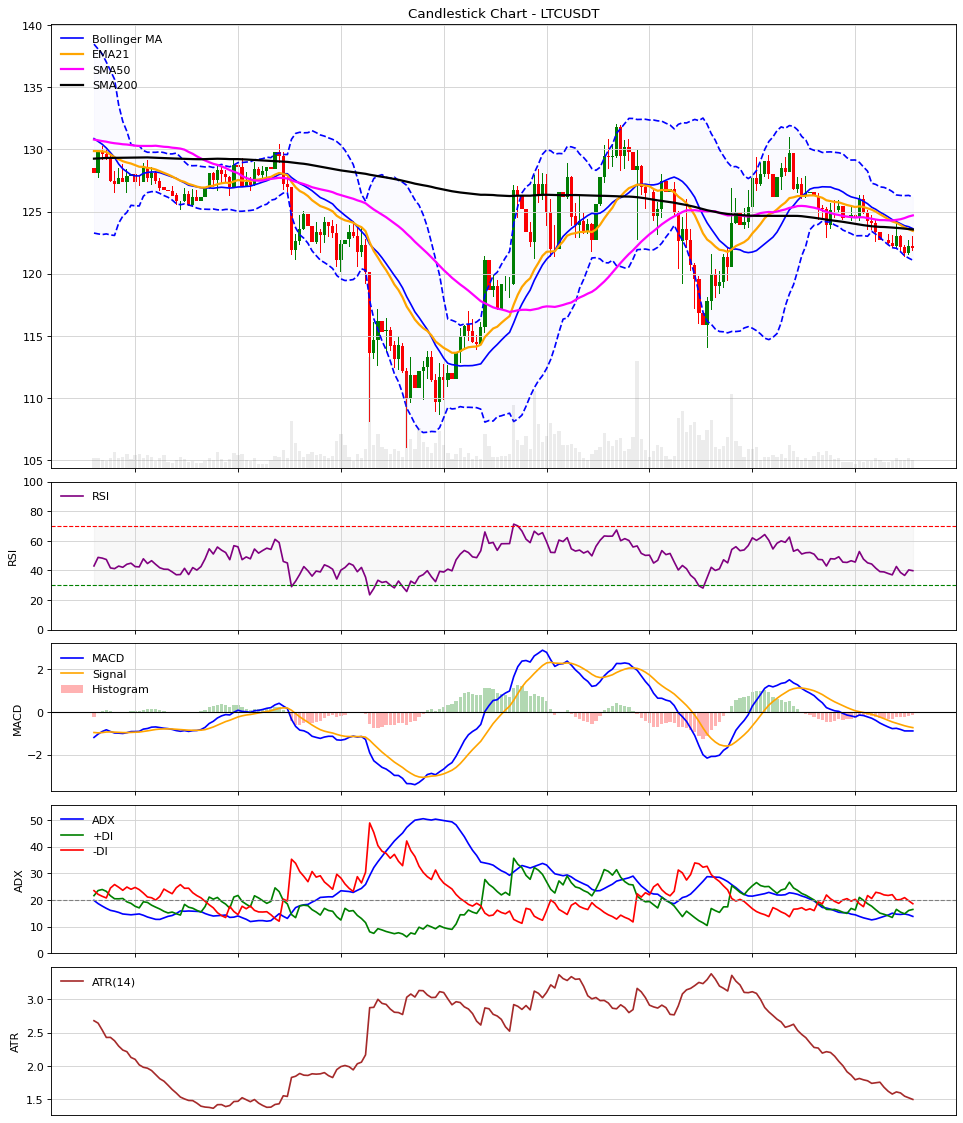 Candlestick Chart - LTCUSDT
140
135
130
125
120
115
110
105
Bollinger MA
EMA21
SMA50
SMA200
100
80
60
40
20
0
RSI
RSI
2
0
−2
MACD
MACD
Signal
Histogram
50
40
30
20
10
0
ADX
ADX
+DI
-DI
3.0
2.5
2.0
1.5
ATR
ATR(14)